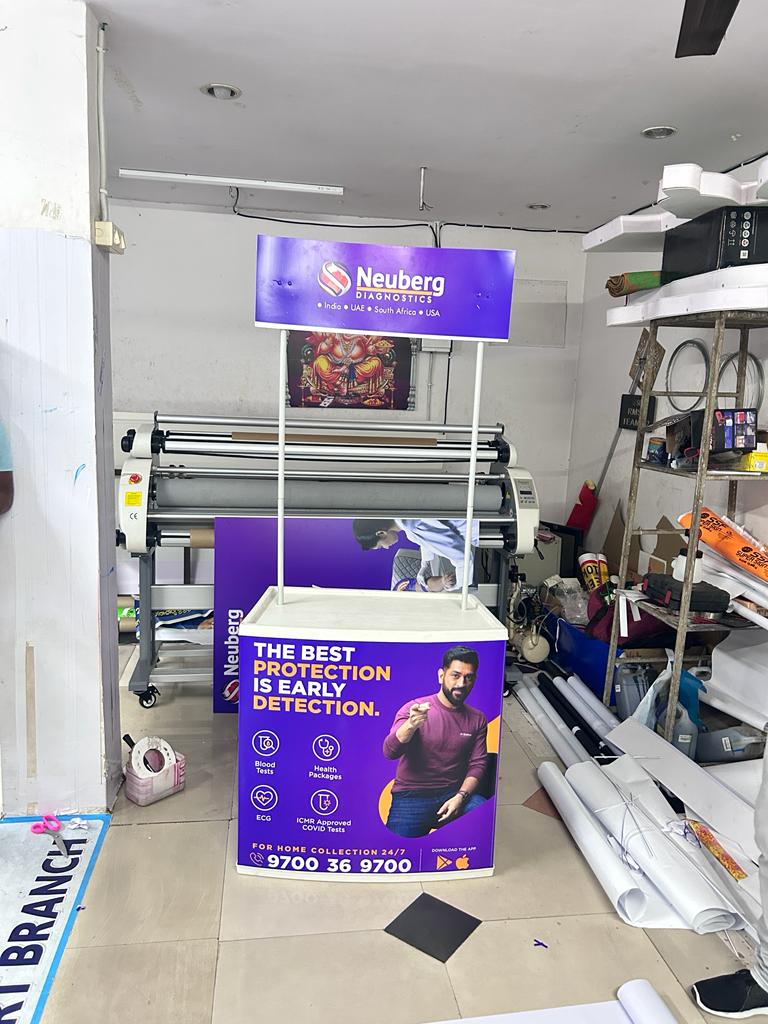 Neuberg
DIAGNOSTICS
• India • UAE • South Africa • USA
Neuberg
THE BEST
PROTECTION
IS EARLY
DETECTION.
Blood
Tests
Health
Packages
ECG
ICMR Approved
COVID Tests
FOR HOME COLLECTION 24/7
9700 36 9700
DOWNLOAD THE APP
RT BRANCH